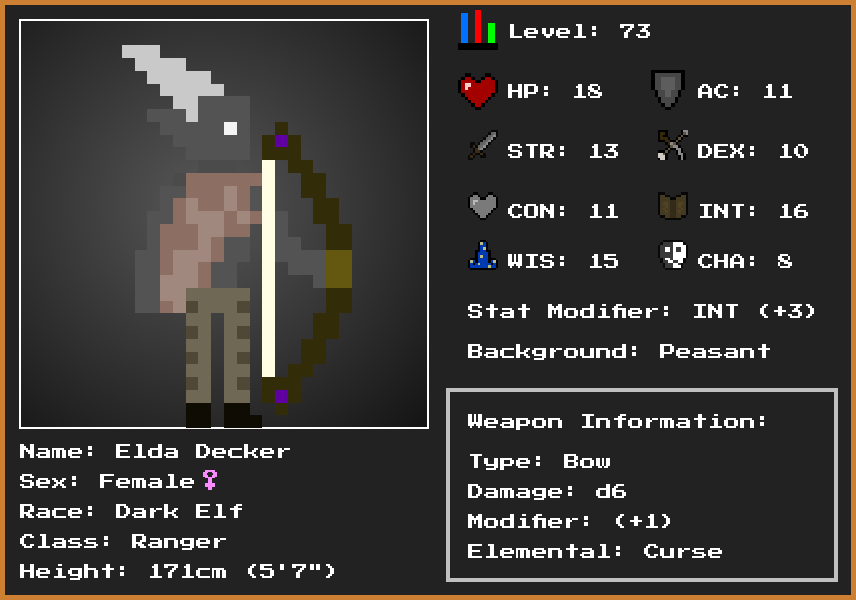 Level: 73
HP: 18
AC: 11
STR: 13
DEX: 10
CON: 11
INT: 16
WIS: 15
CHA: 8
Stat Modifier: INT (+3)
Background: Peasant
Weapon Information:
Type: Bow
Damage: d6
Modifier: (+1)
Elemental: Curse
Name: Elda Decker
Sex: Female♀
Race: Dark Elf
Class: Ranger
Height: 171cm (5'7")